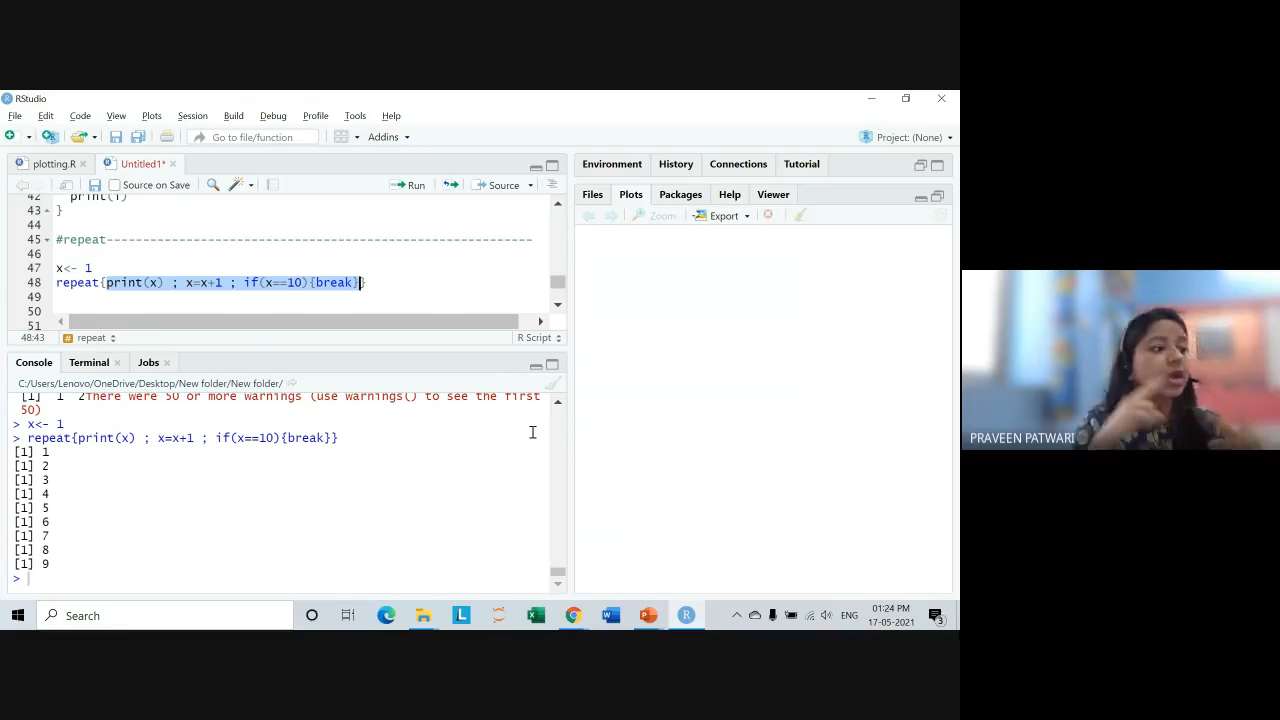 RStudio
File Edit Code View Plots Session Build Debug Profile Tools Help
Go to file/function Addins Project: (None)
plotting.R Untitled1*
Source on Save Run Source
42 print(i)
43 }
44
45 #repeat-----------------------------------------------------------
46
47 x<- 1
48 repeat{print(x) ; x=x+1 ; if(x==10){break}}
49
50
51
48:43 # repeat R Script
Console Terminal Jobs
C:/Users/Lenovo/OneDrive/Desktop/New folder/New folder/
[1] 1 2There were 50 or more warnings (use warnings() to see the first
50)
> x<- 1
> repeat{print(x) ; x=x+1 ; if(x==10){break}}
[1] 1
[1] 2
[1] 3
[1] 4
[1] 5
[1] 6
[1] 7
[1] 8
[1] 9
>
Environment History Connections Tutorial
Files Plots Packages Help Viewer
Zoom Export
PRAVEEN PATWARI
Search
ENG
01:24 PM
17-05-2021
3